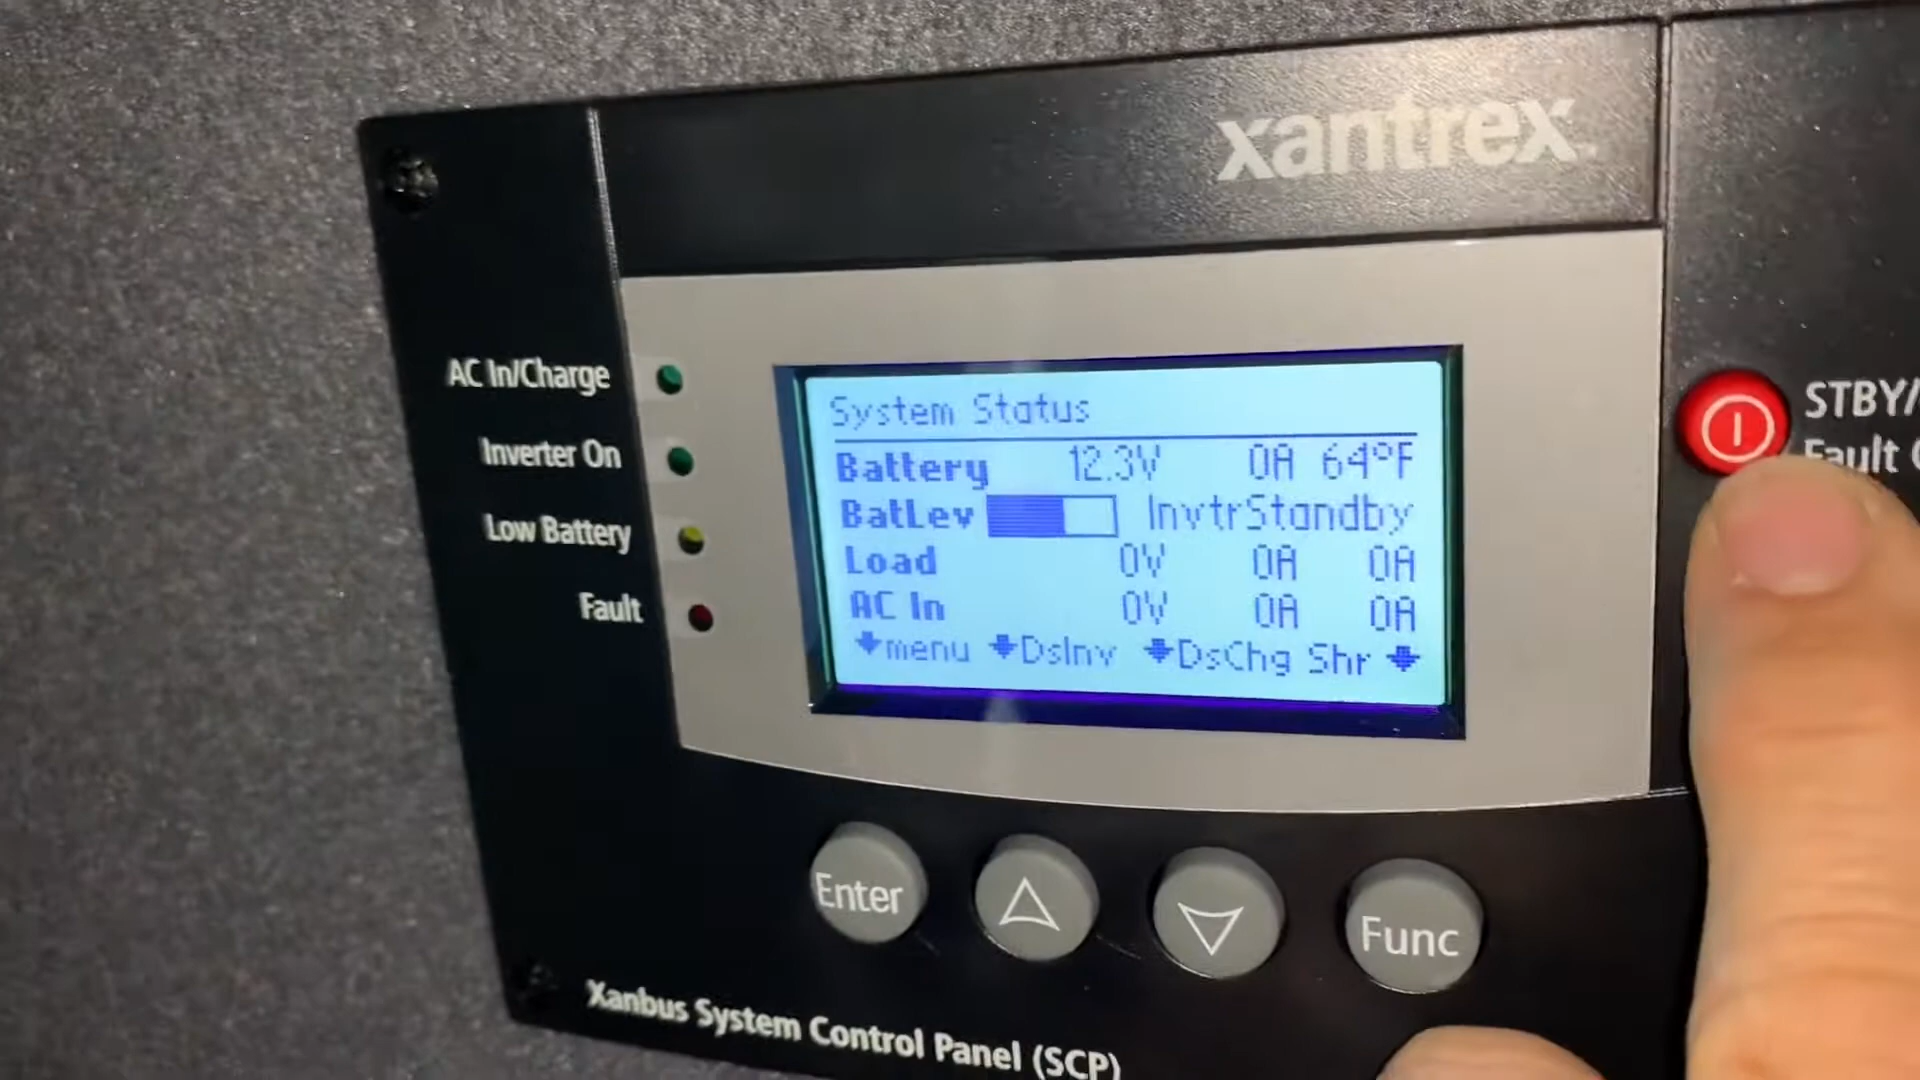 xantrex
AC In/Charge
Inverter On
Low Battery
Fault
System Status
Battery 12.3V 0A 64°F
BatLev InvtrStandby
Load 0V 0A 0A
AC In 0V 0A 0A
menu DsInv DsChg Shr
STBY/
Fault
Enter
Func
Xanbus System Control Panel (SCP)